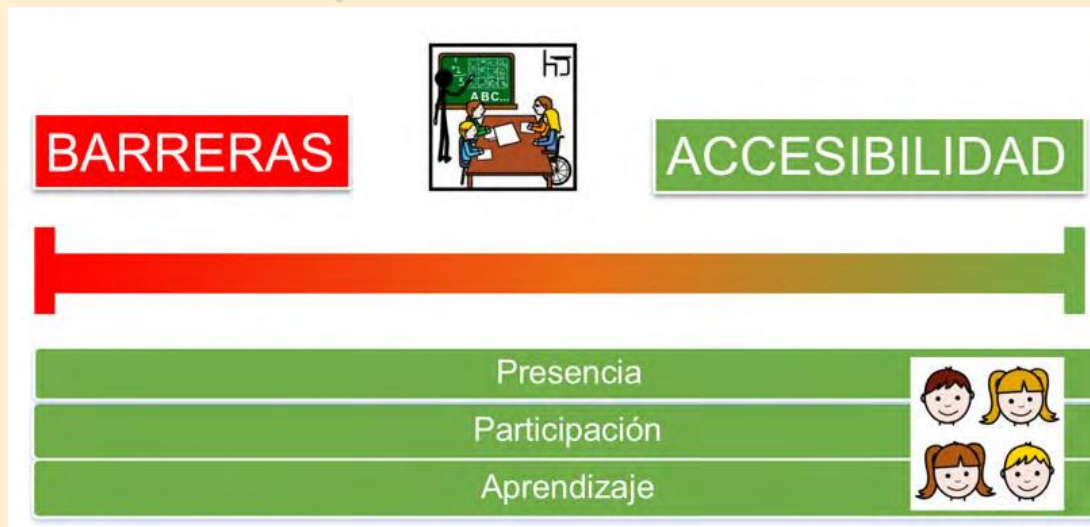 BARRERAS
ABC...
ACCESIBILIDAD
Presencia
Participación
Aprendizaje